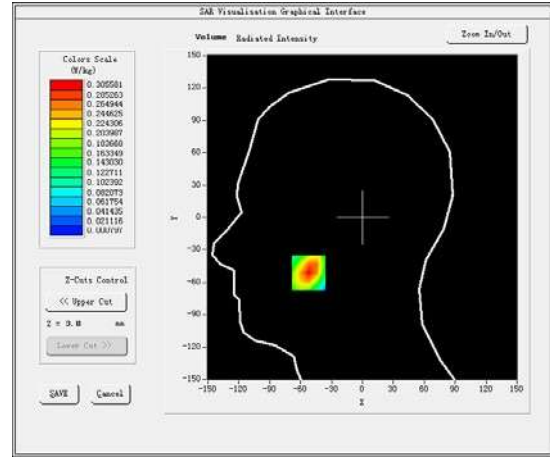 SAR Visualisation Graphical Interface
Volume Radiated Intensity
Zoom In/Out
Colors Scale
(W/kg)
0.305581
0.285263
0.264944
0.244625
0.224306
0.203987
0.183668
0.163349
0.143030
0.122711
0.102392
0.082073
0.061754
0.041435
0.021116
150
120
90
60
30
0
-30
-60
-90
-120
-150
Y
-150 -120 -90 -60 -30 0 30 60 90 120 150
X
Z-Cuts Control
<< Upper Cut
Z = 3.0 mm
Lower Cut >>
SAVE Cancel